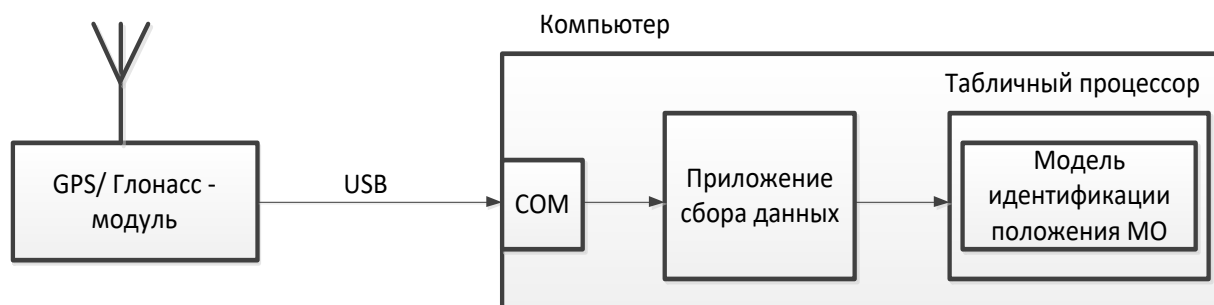 Компьютер
Табличный процессор
GPS/ Глонасс -
модуль
USB
COM
Приложение
сбора данных
Модель
идентификации
положения МО